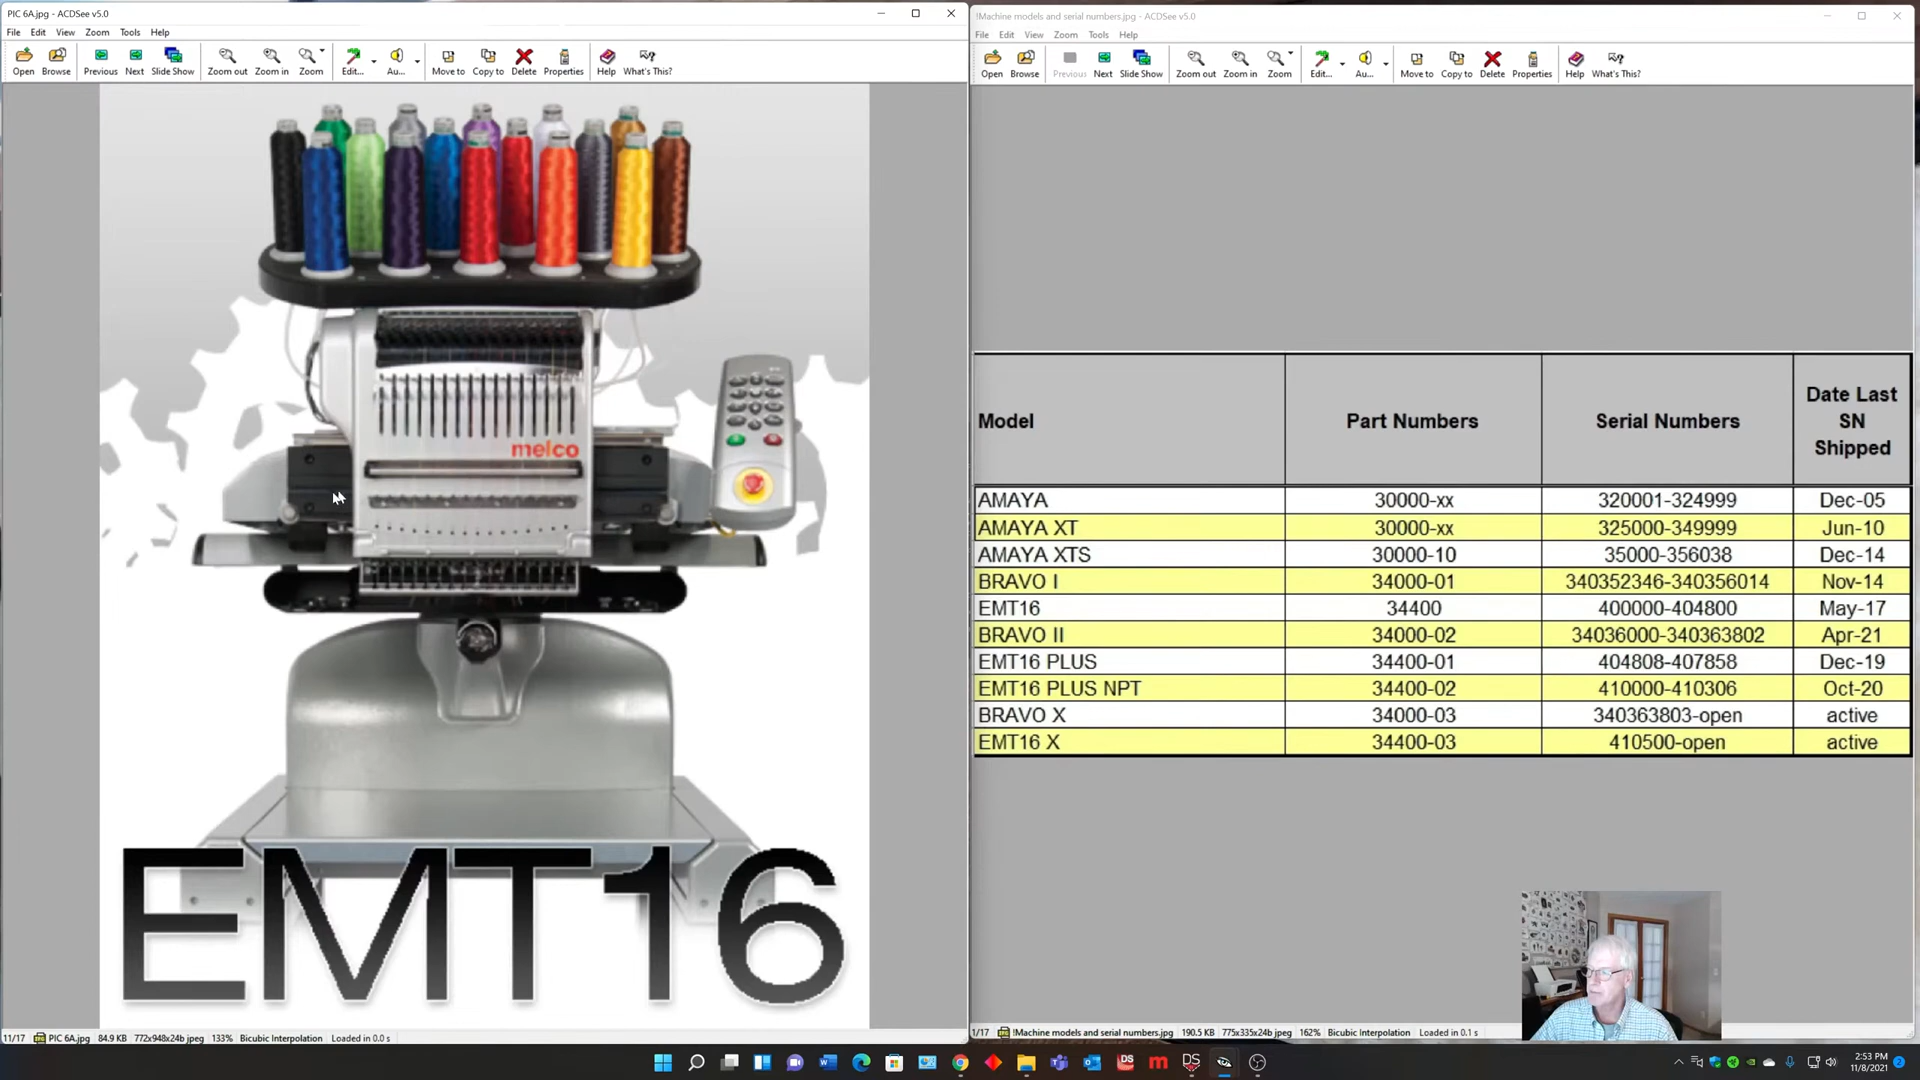 PIC 6A.jpg - ACDSee v5.0
File Edit View Zoom Tools Help
Open Browse Previous Next Slide Show Zoom out Zoom in Zoom Edit... Au... Move to Copy to Delete Properties Help What's This?
melco
EMT16
11/17 PIC 6A.jpg 84.9 KB 772x948x24b jpeg 133% Bicubic Interpolation Loaded in 0.0 s
!Machine models and serial numbers.jpg - ACDSee v5.0
File Edit View Zoom Tools Help
Open Browse Previous Next Slide Show Zoom out Zoom in Zoom Edit... Au... Move to Copy to Delete Properties Help What's This?
Model Part Numbers Serial Numbers Date Last SN Shipped
AMAYA 30000-xx 320001-324999 Dec-05
AMAYA XT 30000-xx 325000-349999 Jun-10
AMAYA XTS 30000-10 35000-356038 Dec-14
BRAVO I 34000-01 340352346-340356014 Nov-14
EMT16 34400 400000-404800 May-17
BRAVO II 34000-02 34036000-340363802 Apr-21
EMT16 PLUS 34400-01 404808-407858 Dec-19
EMT16 PLUS NPT 34400-02 410000-410306 Oct-20
BRAVO X 34000-03 340363803-open active
EMT16 X 34400-03 410500-open active
1/17 !Machine models and serial numbers.jpg 190.5 KB 775x335x24b jpeg 162% Bicubic Interpolation Loaded in 0.1 s
DS DS
2:53 PM
11/8/2021